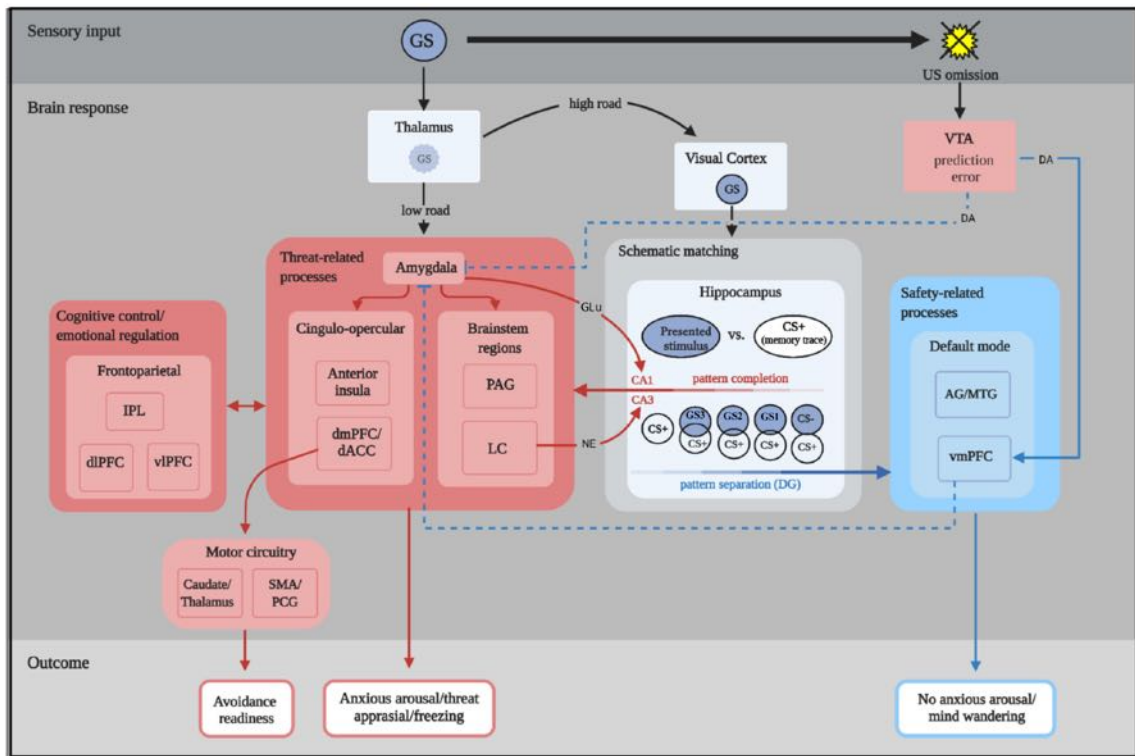 Sensory input
GS
US omission
Brain response
high road
Thalamus
GS
Visual Cortex
GS
VTA
prediction
error
DA
DA
low road
Threat-related
processes
Amygdala
Schematic matching
GLu
Cognitive control/
emotional regulation
Frontoparietal
IPL
dlPFC
vlPFC
Cingulo-opercular
Anterior
insula
dmPFC/
dACC
Brainstem
regions
PAG
LC
NE
Hippocampus
Presented
stimulus
vs.
CS+
(memory trace)
CA1
pattern completion
CA3
CS+
GS3
CS+
GS2
CS+
GS1
CS+
CS-
CS+
pattern separation (DG)
Safety-related
processes
Default mode
AG/MTG
vmPFC
Motor circuitry
Caudate/
Thalamus
SMA/
PCG
Outcome
Avoidance
readiness
Anxious arousal/threat
apprasial/freezing
No anxious arousal/
mind wandering